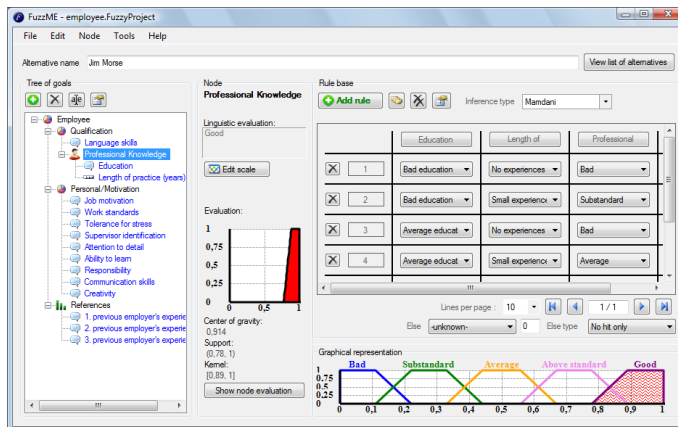 FuzzME - employee.FuzzyProject
File Edit Node Tools Help
Alternative name Jim Morse View list of alternatives
Tree of goals
Employee
Qualification
Language skills
Professional Knowledge
Education
Length of practice (years)
Personal/Motivation
Job motivation
Work standards
Tolerance for stress
Supervisor identification
Attention to detail
Ability to learn
Responsibility
Communication skills
Creativity
References
1. previous employer's experie
2. previous employer's experie
3. previous employer's experie
Node
Professional Knowledge
Linguistic evaluation:
Good
Edit scale
Evaluation:
1
0,75
0,5
0,25
0
0 0,5 1
Center of gravity:
0,914
Support:
(0,78, 1)
Kernel:
[0,89, 1]
Show node evaluation
Rule base
Add rule Inference type Mamdani
Education Length of Professional
1 Bad education No experiences Bad
2 Bad education Small experience Substandard
3 Average educat No experiences Bad
4 Average educat Small experience Average
Lines per page : 10 1 / 1
Else -unknown- 0 Else type No hit only
Graphical representation
Bad Substandard Average Above standard Good
1
0.75
0.5
0.25
0
0 0,1 0,2 0,3 0,4 0,5 0,6 0,7 0,8 0,9 1